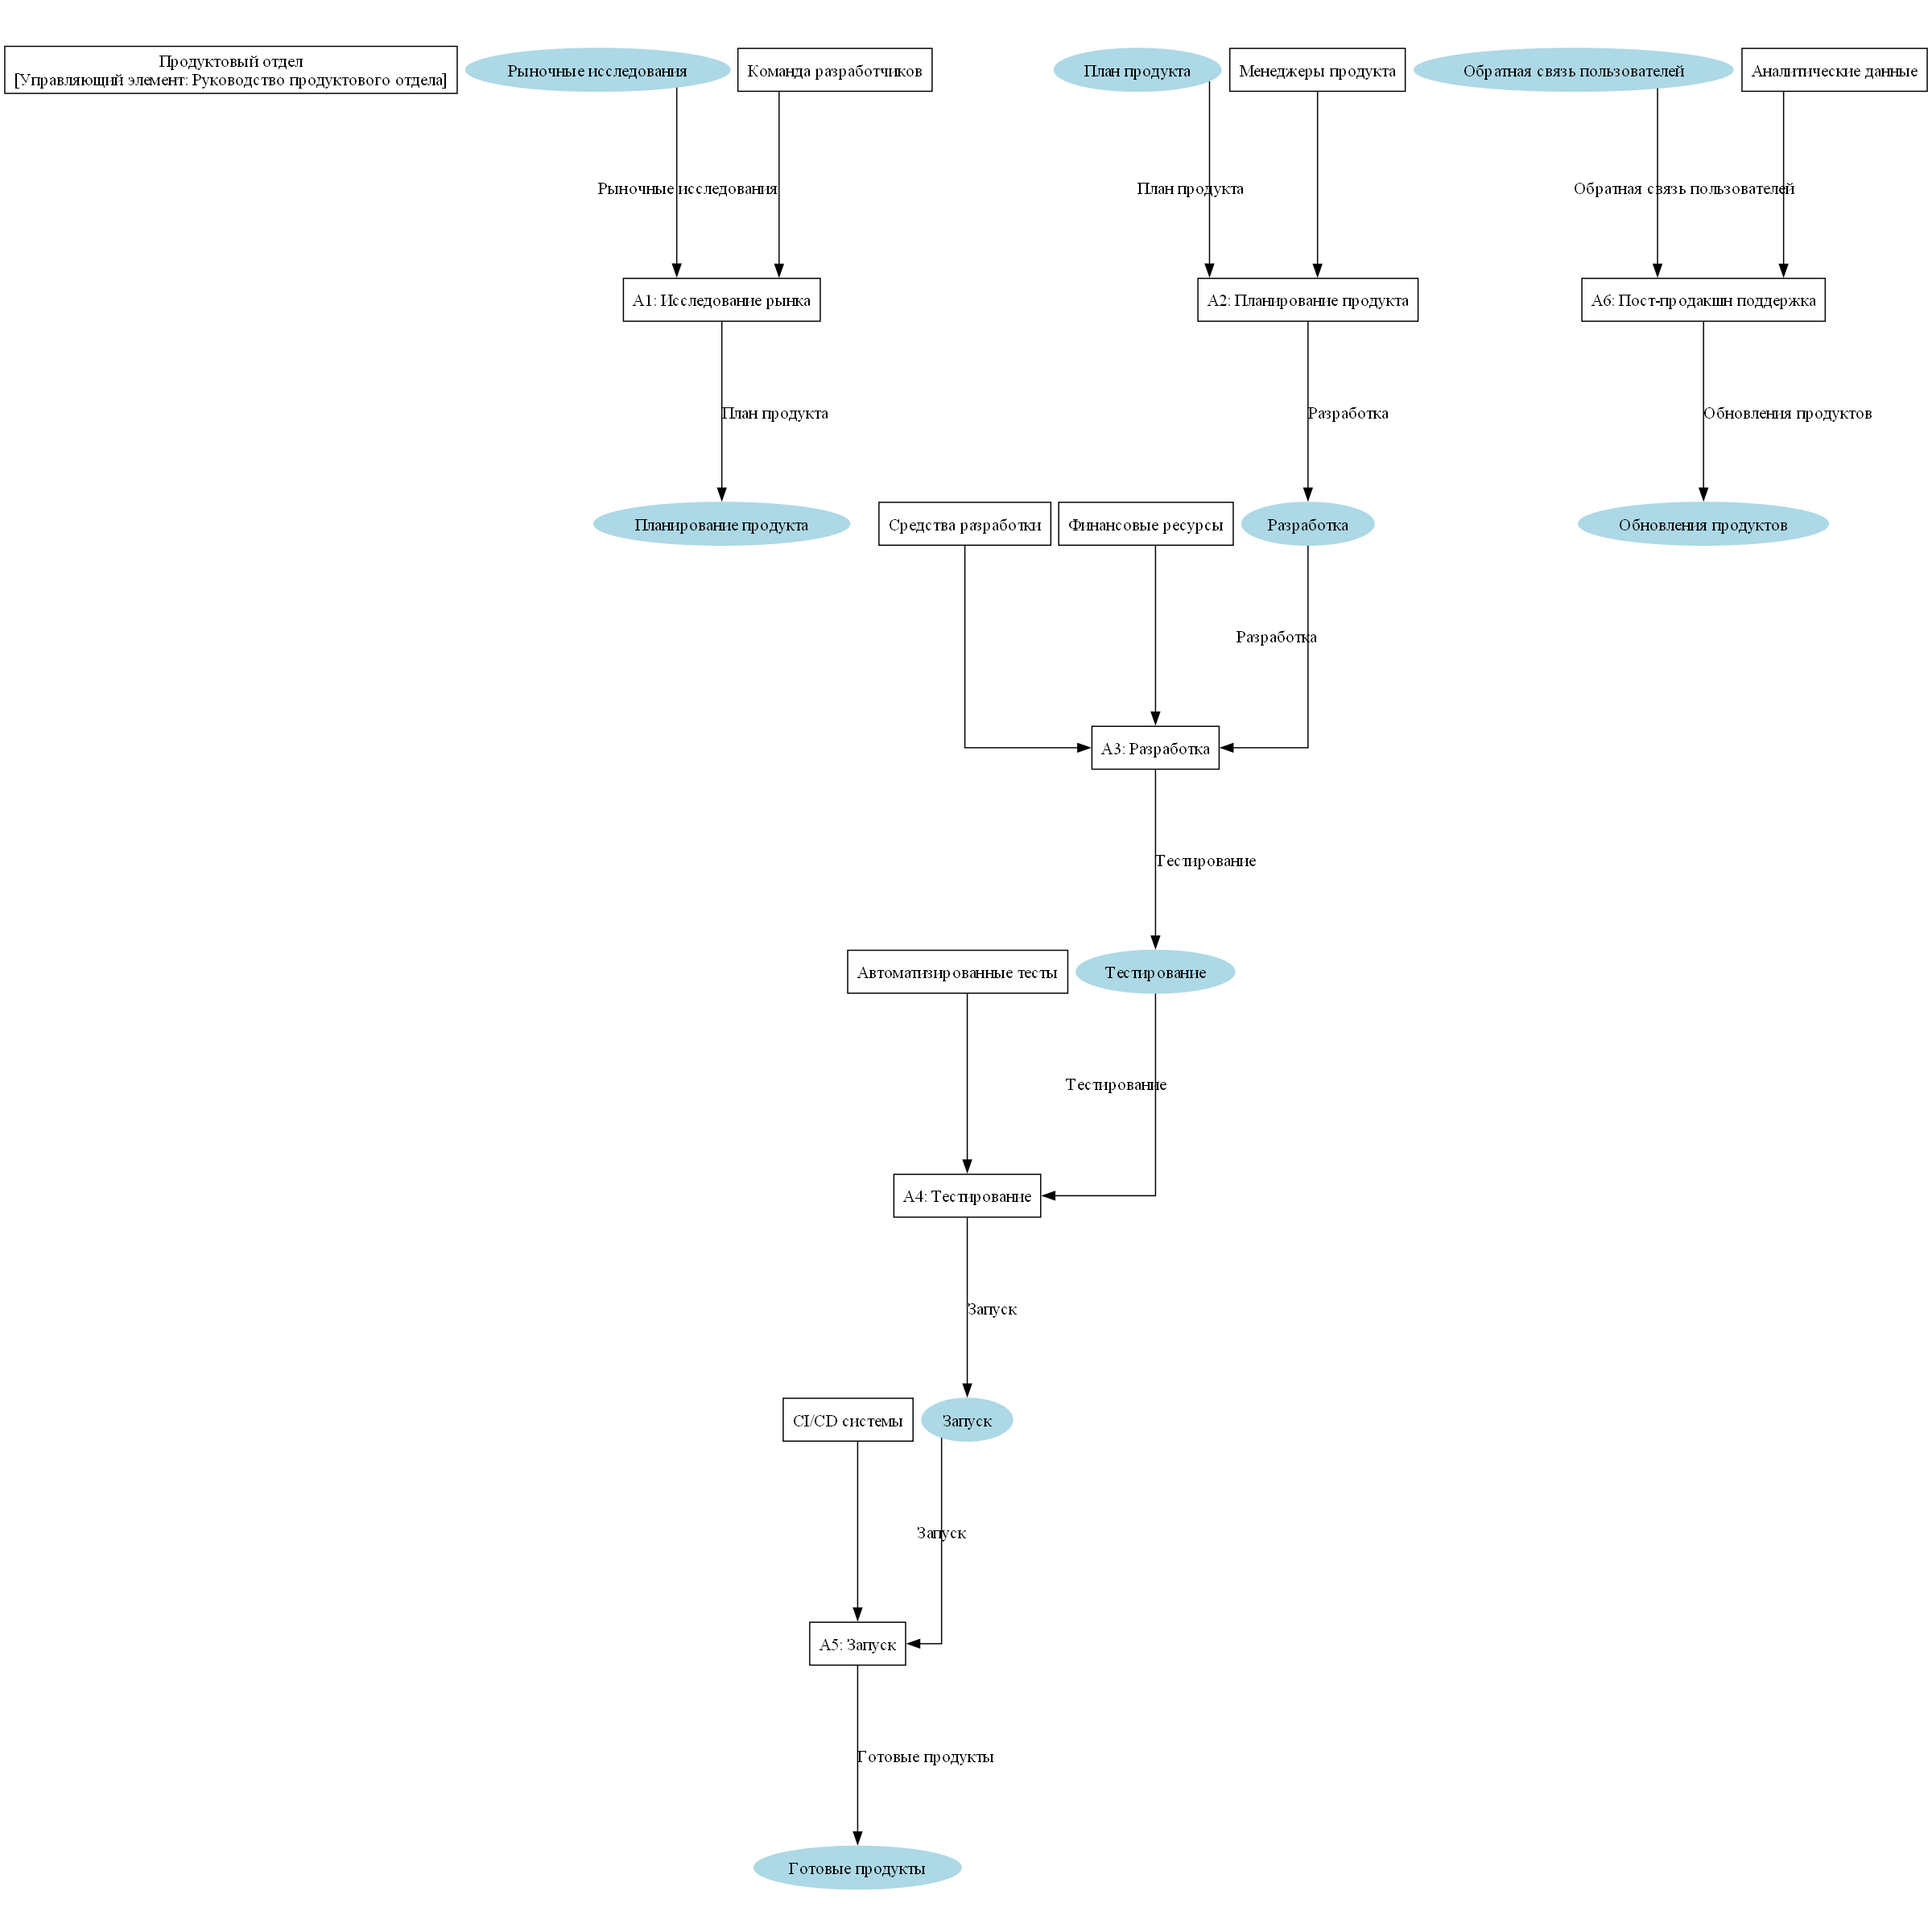 Продуктовый отдел
[Управляющий элемент: Руководство продуктового отдела]
Рыночные исследования
Команда разработчиков
План продукта
Менеджеры продукта
Обратная связь пользователей
Аналитические данные
Рыночные исследования
План продукта
Обратная связь пользователей
A1: Исследование рынка
A2: Планирование продукта
A6: Пост-продакшн поддержка
План продукта
Разработка
Обновления продуктов
Планирование продукта
Средства разработки
Финансовые ресурсы
Разработка
Обновления продуктов
Разработка
A3: Разработка
Тестирование
Автоматизированные тесты
Тестирование
Тестирование
A4: Тестирование
Запуск
CI/CD системы
Запуск
Запуск
A5: Запуск
Готовые продукты
Готовые продукты